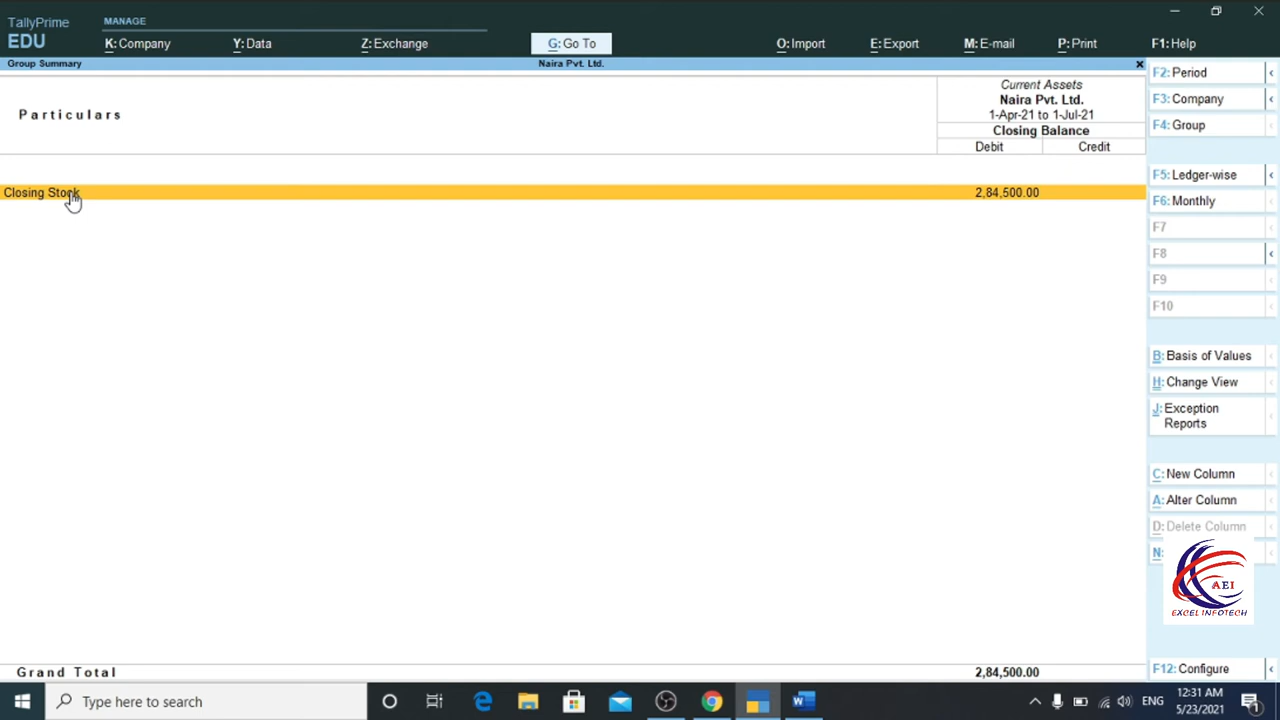 TallyPrime
EDU
MANAGE
K: Company
Y: Data
Z: Exchange
G: Go To
O: Import
E: Export
M: E-mail
P: Print
F1: Help
Group Summary
Naira Pvt. Ltd.
×
Particulars
Current Assets
Naira Pvt. Ltd.
1-Apr-21 to 1-Jul-21
Closing Balance
Debit Credit
Closing Stock 2,84,500.00
Grand Total 2,84,500.00
F2: Period
F3: Company
F4: Group
F5: Ledger-wise
F6: Monthly
F7
F8
F9
F10
B: Basis of Values
H: Change View
J: Exception
Reports
C: New Column
A: Alter Column
D: Delete Column
N:
AEI
EXCEL INFOTECH
F12: Configure
Type here to search
ENG
12:31 AM
5/23/2021
1